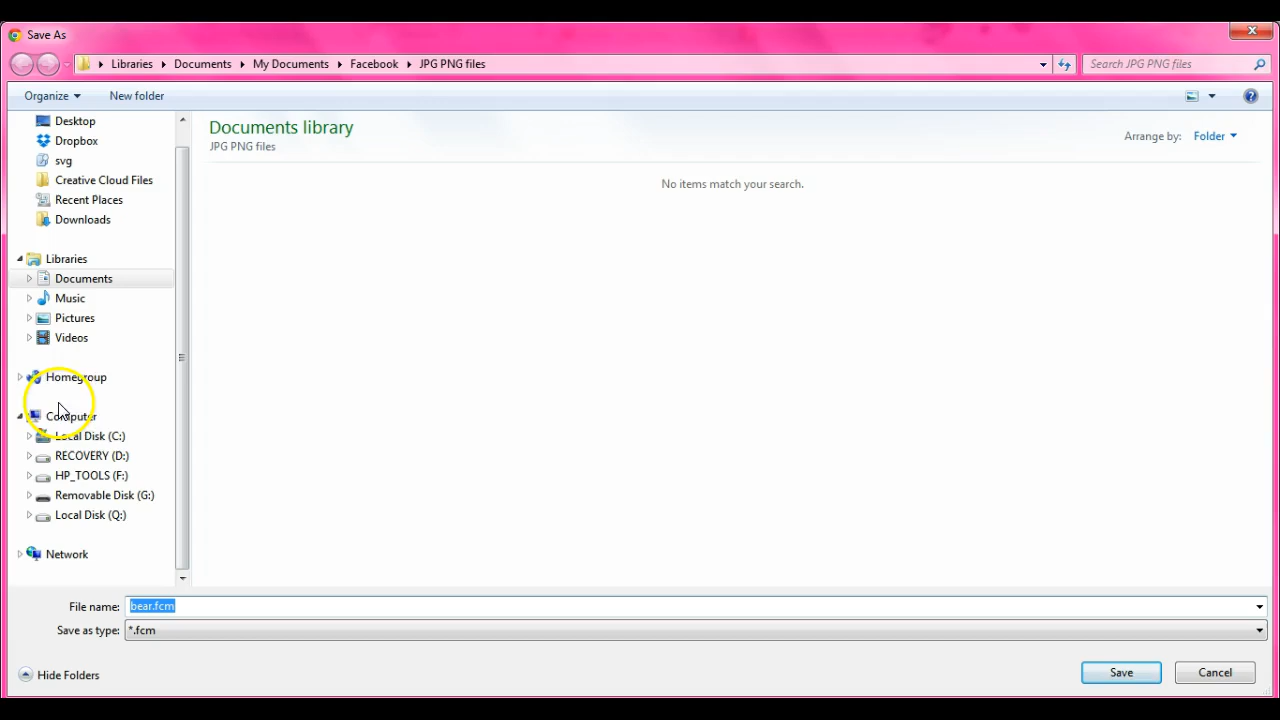 Save As
Libraries Documents My Documents Facebook JPG PNG files
Search JPG PNG files
Organize New folder
Desktop
Dropbox
svg
Creative Cloud Files
Recent Places
Downloads
Libraries
Documents
Music
Pictures
Videos
Homegroup
Computer
Local Disk (C:)
RECOVERY (D:)
HP_TOOLS (F:)
Removable Disk (G:)
Local Disk (Q:)
Network
Documents library
JPG PNG files
Arrange by: Folder
No items match your search.
File name: bear.fcm
Save as type: *.fcm
Hide Folders
Save Cancel